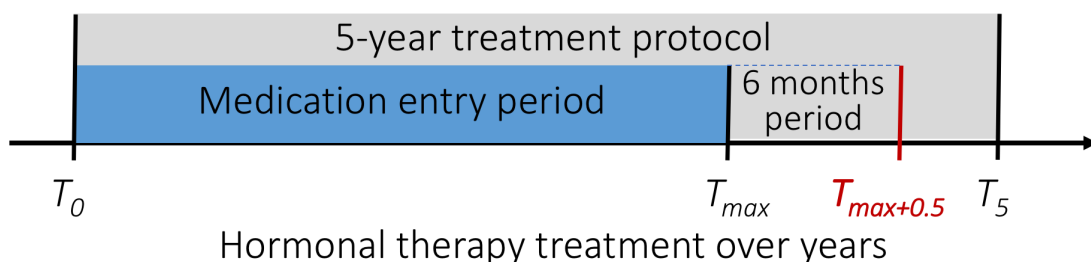 5-year treatment protocol
Medication entry period
6 months
period
T0
Tmax
Tmax+0.5
T5
Hormonal therapy treatment over years